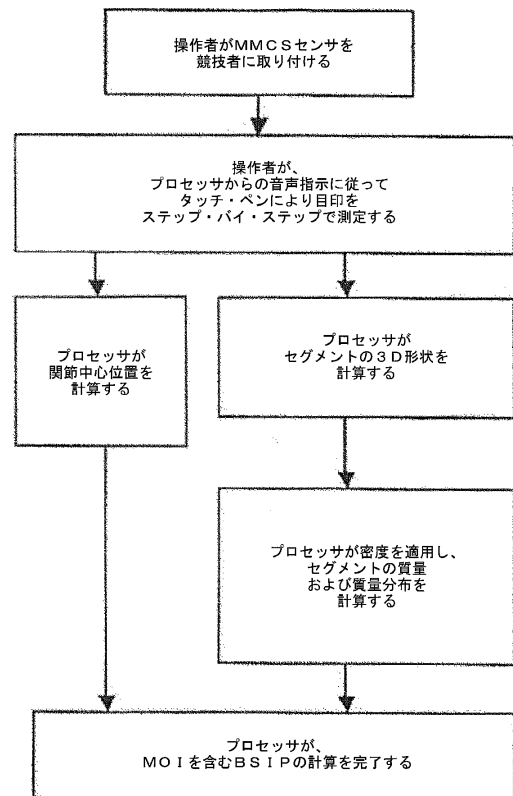 操作者がＭＭＣＳセンサを
競技者に取り付ける
操作者が、
プロセッサからの音声指示に従って
タッチ・ペンにより目印を
ステップ・バイ・ステップで測定する
プロセッサが
関節中心位置を
計算する
プロセッサが
セグメントの３Ｄ形状を
計算する
プロセッサが密度を適用し、
セグメントの質量
および質量分布を
計算する
プロセッサが、
ＭＯＩを含むＢＳＩＰの計算を完了する